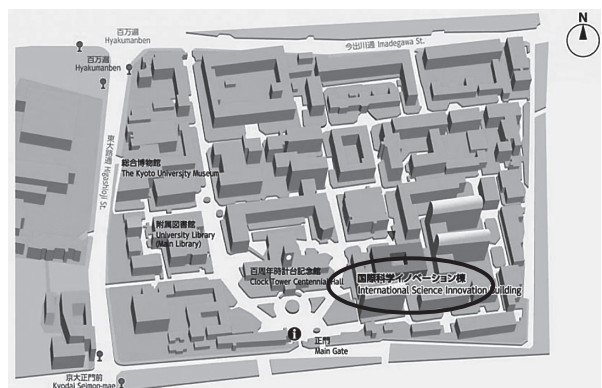 百万遍
Hyakumanben
百万遍
Hyakumanben
今出川通 Imadegawa St.
N
東大路通 Higashioji St.
総合博物館
The Kyoto University Museum
附属図書館
University Library
(Main Library)
百周年時計台記念館
Clock Tower Centennial Hall
国際科学イノベーション棟
International Science Innovation Building
i
正門
Main Gate
京大正門前
Kyodai Seimon-mae